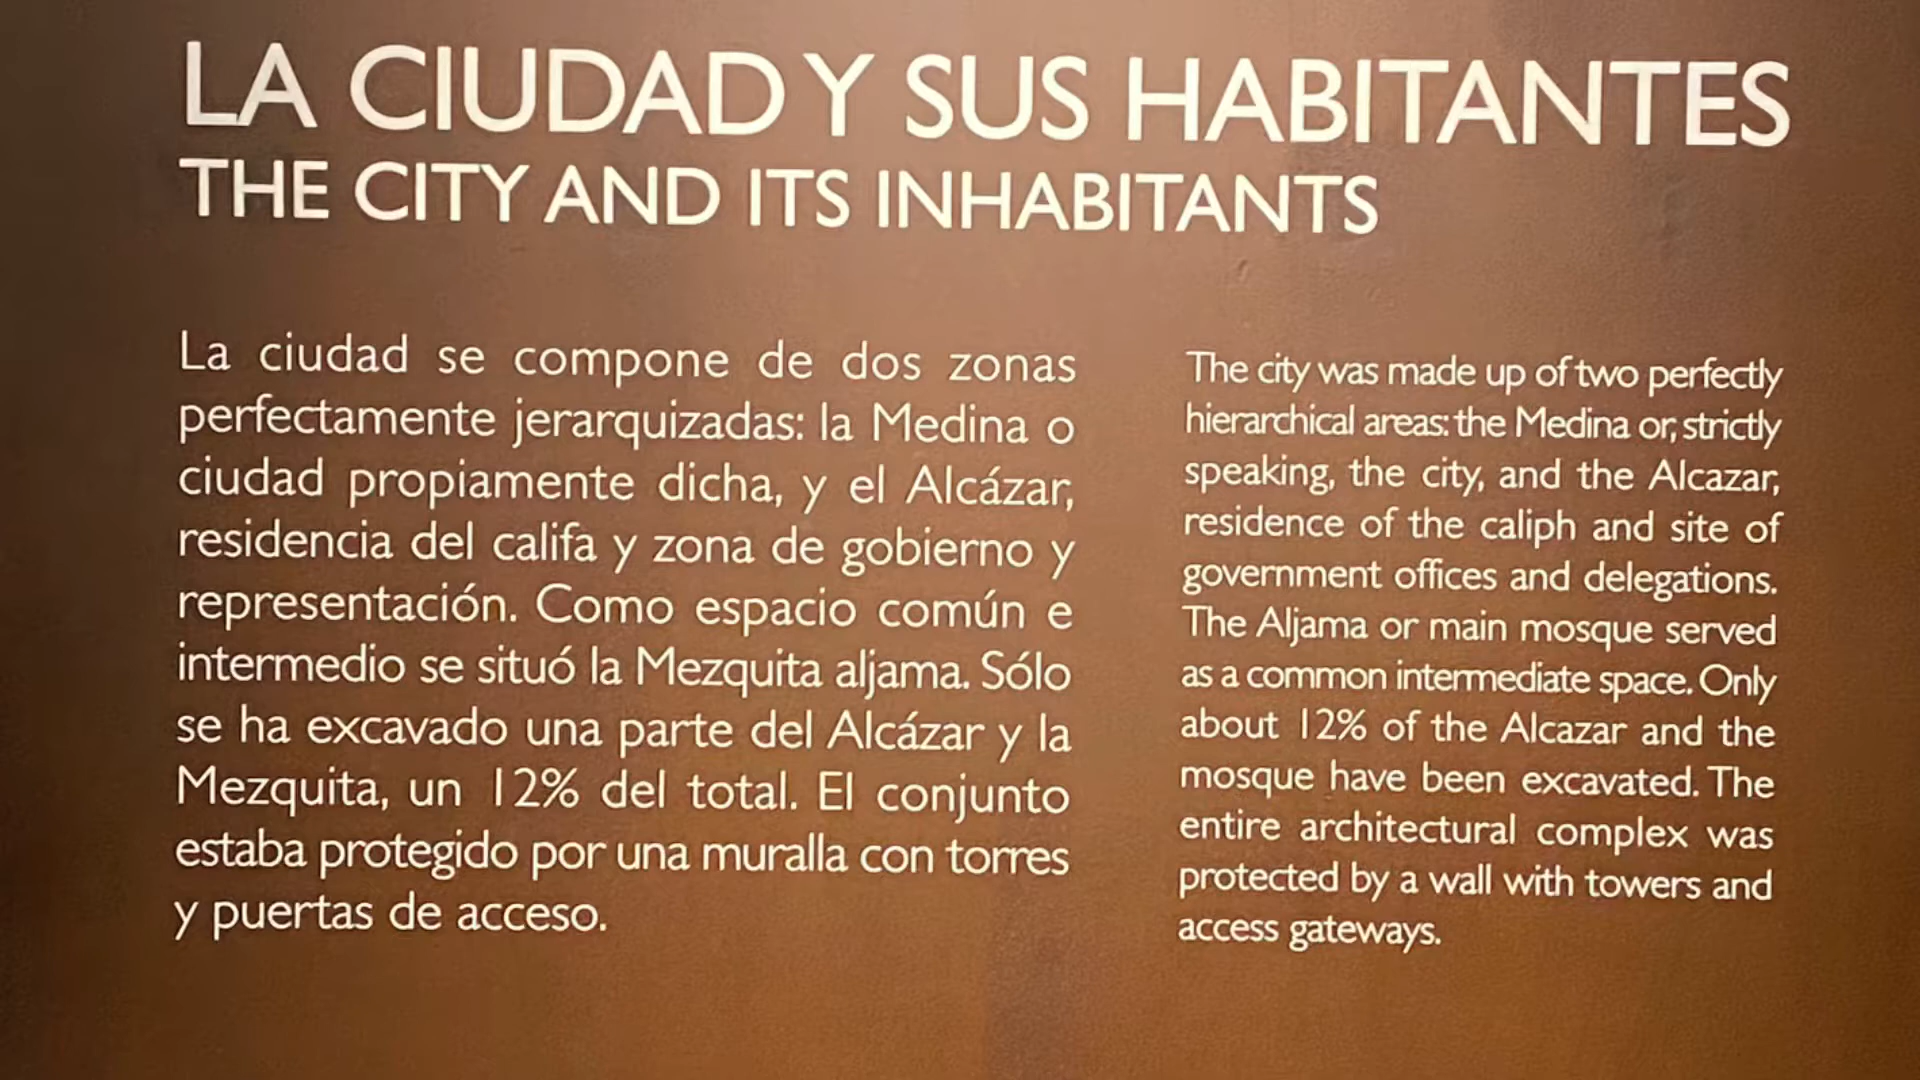 LA CIUDAD Y SUS HABITANTES
THE CITY AND ITS INHABITANTS
La ciudad se compone de dos zonas
perfectamente jerarquizadas: la Medina o
ciudad propiamente dicha, y el Alcázar,
residencia del califa y zona de gobierno y
representación. Como espacio común e
intermedio se situó la Mezquita aljama. Sólo
se ha excavado una parte del Alcázar y la
Mezquita, un 12% del total. El conjunto
estaba protegido por una muralla con torres
y puertas de acceso.
The city was made up of two perfectly
hierarchical areas: the Medina or, strictly
speaking, the city, and the Alcazar,
residence of the caliph and site of
government offices and delegations.
The Aljama or main mosque served
as a common intermediate space. Only
about 12% of the Alcazar and the
mosque have been excavated. The
entire architectural complex was
protected by a wall with towers and
access gateways.